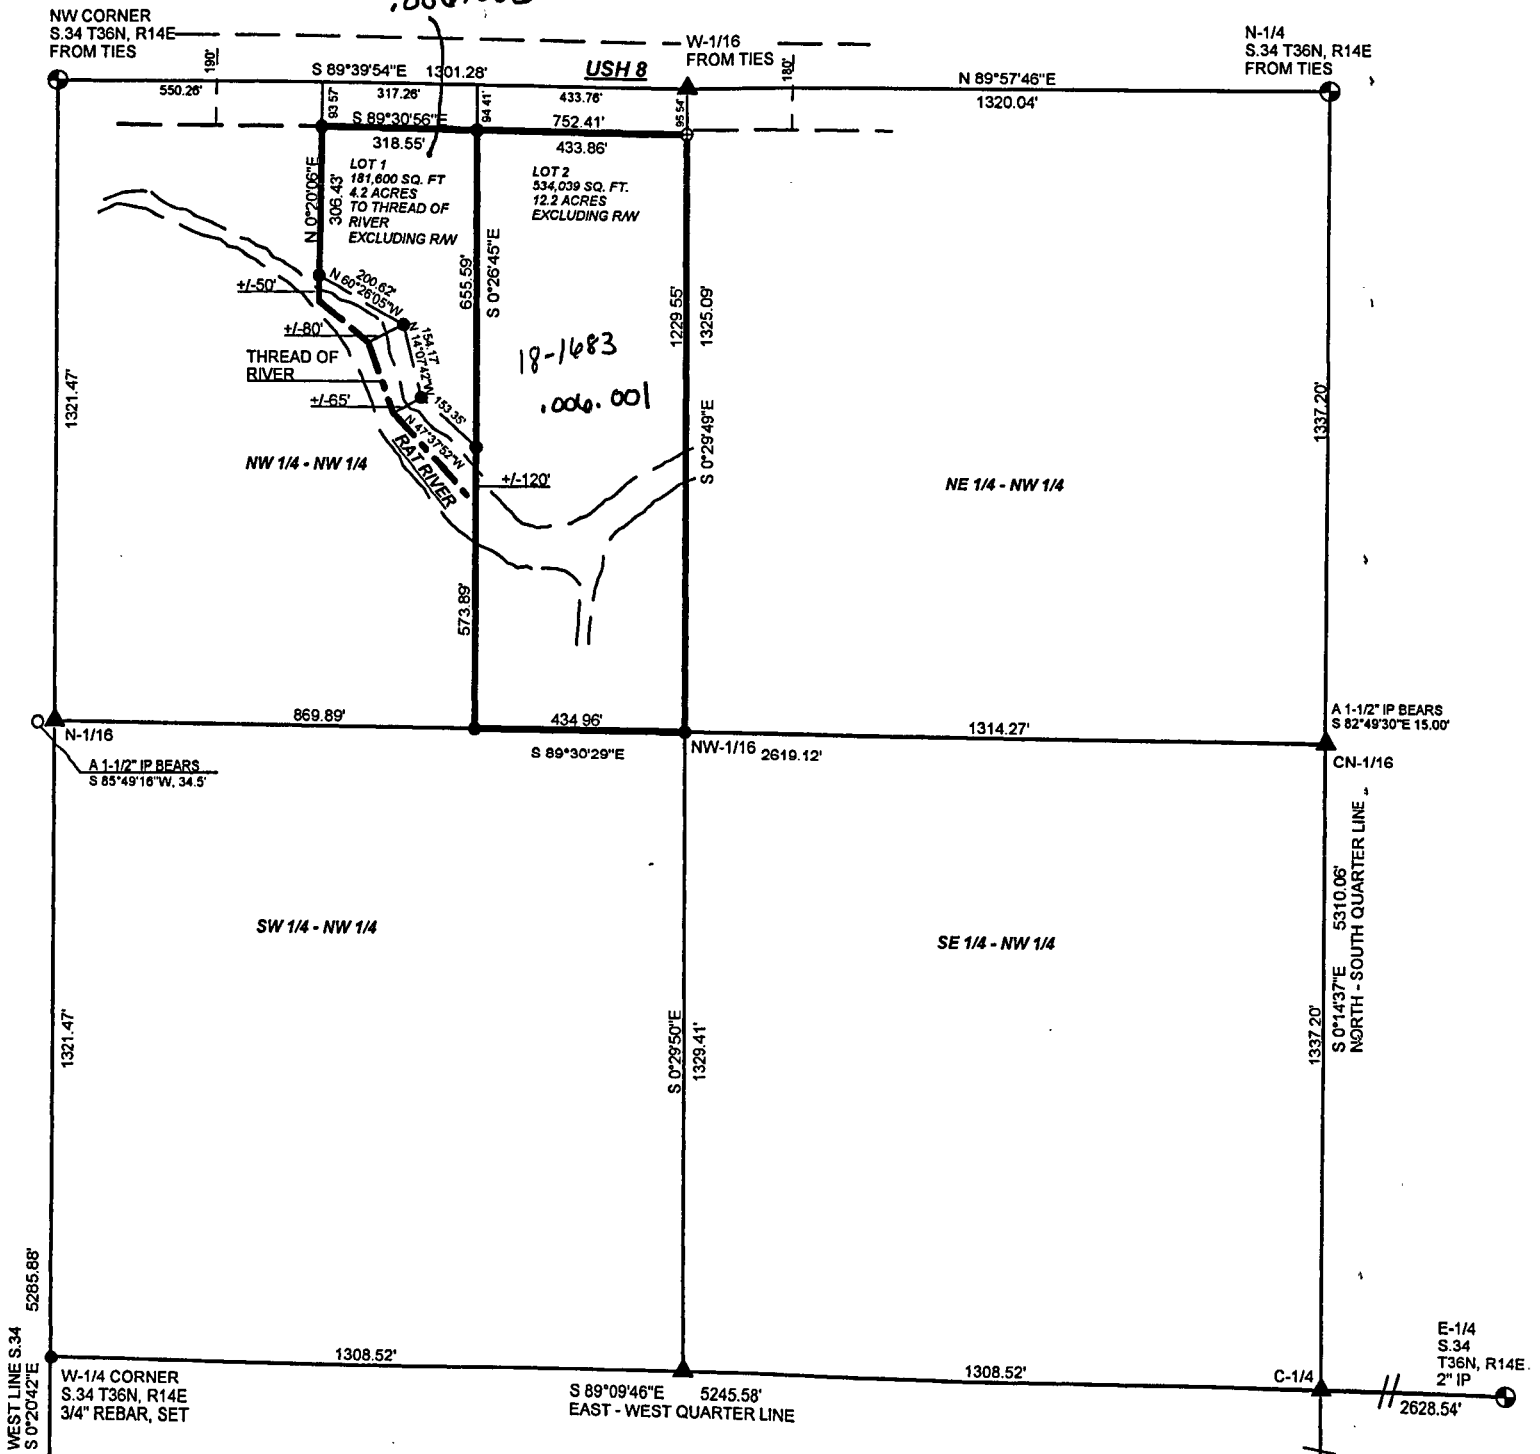 NW CORNER
S.34 T36N, R14E
FROM TIES
W-1/16
FROM TIES
N-1/4
S.34 T36N, R14E
FROM TIES
190'
180'
S 89°39'54"E 1301.28'
USH 8
N 89°57'46"E
1320.04'
550.26'
317.26'
433.76'
93.57'
94.41'
95.54'
S 89°30'56"E
318.55'
752.41'
433.86'
LOT 1
181,600 SQ. FT
4.2 ACRES
TO THREAD OF
RIVER
EXCLUDING R/W
LOT 2
534,039 SQ. FT.
12.2 ACRES
EXCLUDING R/W
N 0°20'06"E
306.43'
655.59'
S 0°26'45"E
200.62'
N 60°26'05"W
154.17'
N 14°07'42"W
153.35'
N 47°37'52"W
+/-50'
+/-80'
THREAD OF
RIVER
+/-65'
RAT RIVER
+/-120'
18-1683
.006.001
1229.55'
1325.09'
S 0°29'49"E
1321.47'
1337.20'
NW 1/4 - NW 1/4
NE 1/4 - NW 1/4
573.89'
869.89'
434.96'
S 89°30'29"E
NW-1/16
2619.12'
1314.27'
A 1-1/2" IP BEARS
S 82°49'30"E 15.00'
CN-1/16
N-1/16
A 1-1/2" IP BEARS
S 85°49'16"W, 34.5'
SW 1/4 - NW 1/4
SE 1/4 - NW 1/4
1321.47'
S 0°29'50"E
1329.41'
1337.20'
S 0°14'37"E 5310.06'
NORTH - SOUTH QUARTER LINE
WEST LINE S.34
S 0°20'42"E 5285.88'
W-1/4 CORNER
S.34 T36N, R14E
3/4" REBAR, SET
1308.52'
S 89°09'46"E 5245.58'
EAST - WEST QUARTER LINE
1308.52'
C-1/4
E-1/4
S.34
T36N, R14E
2" IP
2628.54'